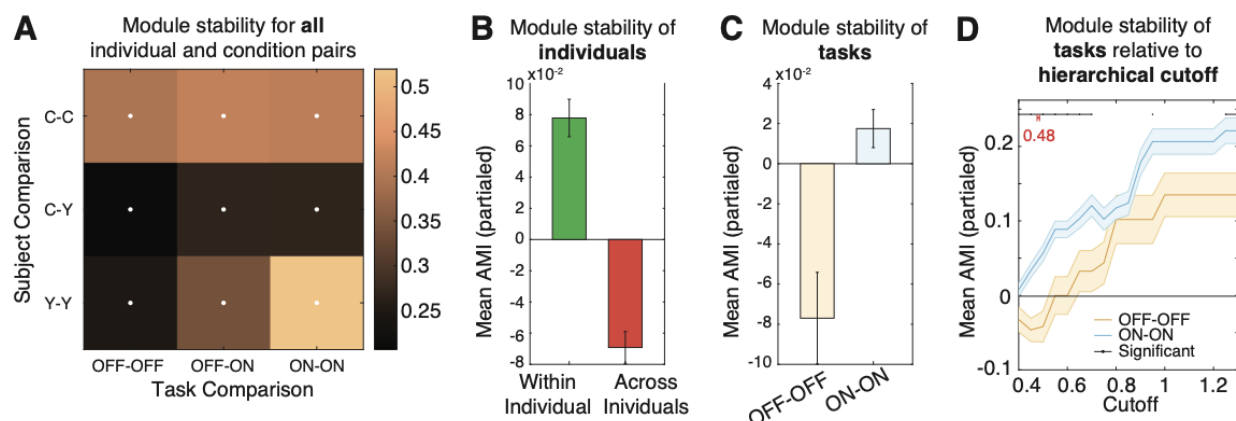 A
Module stability for all
individual and condition pairs
Subject Comparison
C-C
C-Y
Y-Y
OFF-OFF OFF-ON ON-ON
Task Comparison
0.5
0.45
0.4
0.35
0.3
0.25
B
Module stability of
individuals
x10-2
Mean AMI (partialed)
10
8
6
4
2
0
-2
-4
-6
-8
Within Across
Individual Inividuals
C
Module stability of
tasks
x10-2
Mean AMI (partialed)
4
2
0
-2
-4
-6
-8
-10
OFF-OFF ON-ON
D
Module stability of
tasks relative to
hierarchical cutoff
Mean AMI (partialed)
0.2
0.1
0
-0.1
0.48
OFF-OFF
ON-ON
Significant
0.4 0.6 0.8 1 1.2
Cutoff